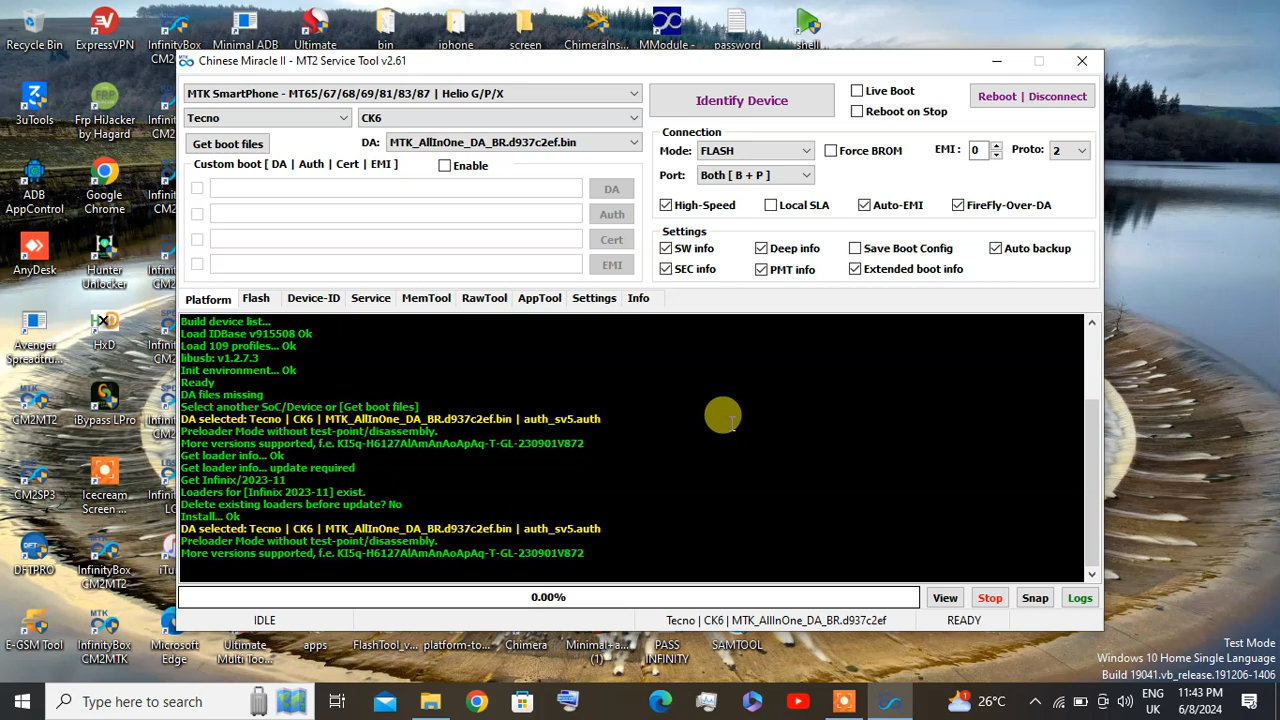 Recycle Bin
ExpressVPN
InfinityBox
CM2...
Minimal ADB
Ultimate
bin
iphone
screen
ChimeraIns...
MModule -
password
shell
Chinese Miracle II - MT2 Service Tool v2.61
MTK SmartPhone - MT65/67/68/69/81/83/87 | Helio G/P/X
Identify Device
Live Boot
Reboot on Stop
Reboot | Disconnect
Tecno
CK6
Get boot files
DA:
MTK_AllInOne_DA_BR.d937c2ef.bin
Custom boot [ DA | Auth | Cert | EMI ]
Enable
DA
Auth
Cert
EMI
Connection
Mode:
FLASH
Force BROM
EMI :
0
Proto:
2
Port:
Both [ B + P ]
High-Speed
Local SLA
Auto-EMI
FireFly-Over-DA
Settings
SW info
Deep info
Save Boot Config
Auto backup
SEC info
PMT info
Extended boot info
Platform
Flash
Device-ID
Service
MemTool
RawTool
AppTool
Settings
Info
Build device list...
Load IDBase v915508 Ok
Load 109 profiles... Ok
libusb: v1.2.7.3
Init environment... Ok
Ready
DA files missing
Select another SoC/Device or [Get boot files]
DA selected: Tecno | CK6 | MTK_AllInOne_DA_BR.d937c2ef.bin | auth_sv5.auth
Preloader Mode without test-point/disassembly.
More versions supported, f.e. KI5q-H6127AlAmAnAoApAq-T-GL-230901V872
Get loader info... Ok
Get loader info... update required
Get Infinix/2023-11
Loaders for [Infinix 2023-11] exist.
Delete existing loaders before update? No
Install... Ok
DA selected: Tecno | CK6 | MTK_AllInOne_DA_BR.d937c2ef.bin | auth_sv5.auth
Preloader Mode without test-point/disassembly.
More versions supported, f.e. KI5q-H6127AlAmAnAoApAq-T-GL-230901V872
0.00%
View
Stop
Snap
Logs
IDLE
Tecno | CK6 | MTK_AllInOne_DA_BR.d937c2ef
READY
3uTools
Frp HiJacker
by Hagard
ADB
AppControl
Google
Chrome
AnyDesk
Hunter
Unlocker
Avenger
Spreadtru...
HxD
CM2MT2
iBypass LPro
CM2SP3
Icecream
Screen ...
DFTPRO
InfinityBox
CM2MT2
E-GSM Tool
InfinityBox
CM2MTK
Microsoft
Edge
Ultimate
Multi Too...
apps
FlashTool_v...
platform-to...
Chimera
Minimal+a...
(1)
PASS
INFINITY
SAMTOOL
Test Mode
Windows 10 Home Single Language
Build 19041.vb_release.191206-1406
Type here to search
26°C
ENG
UK
11:43 PM
6/8/2024